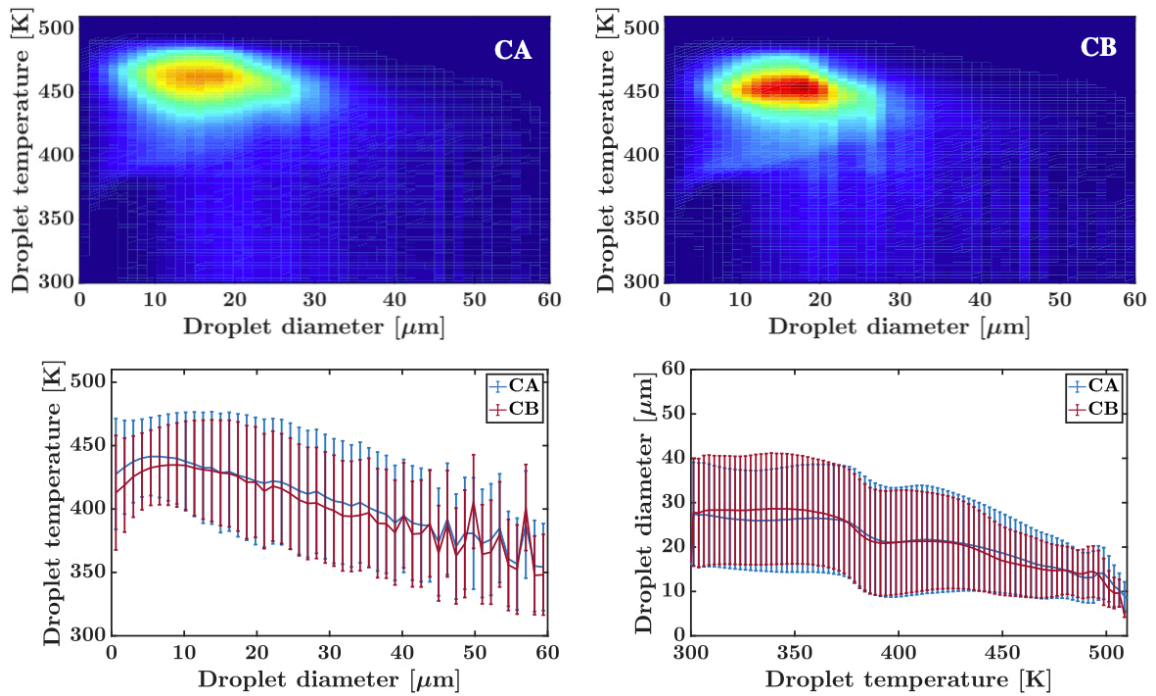 Droplet temperature [K]
500
450
400
350
300
CA
0 10 20 30 40 50 60
Droplet diameter [μm]
Droplet temperature [K]
500
450
400
350
300
CB
0 10 20 30 40 50 60
Droplet diameter [μm]
Droplet temperature [K]
500
450
400
350
300
CA
CB
0 10 20 30 40 50 60
Droplet diameter [μm]
Droplet diameter [μm]
60
50
40
30
20
10
0
CA
CB
300 350 400 450 500
Droplet temperature [K]